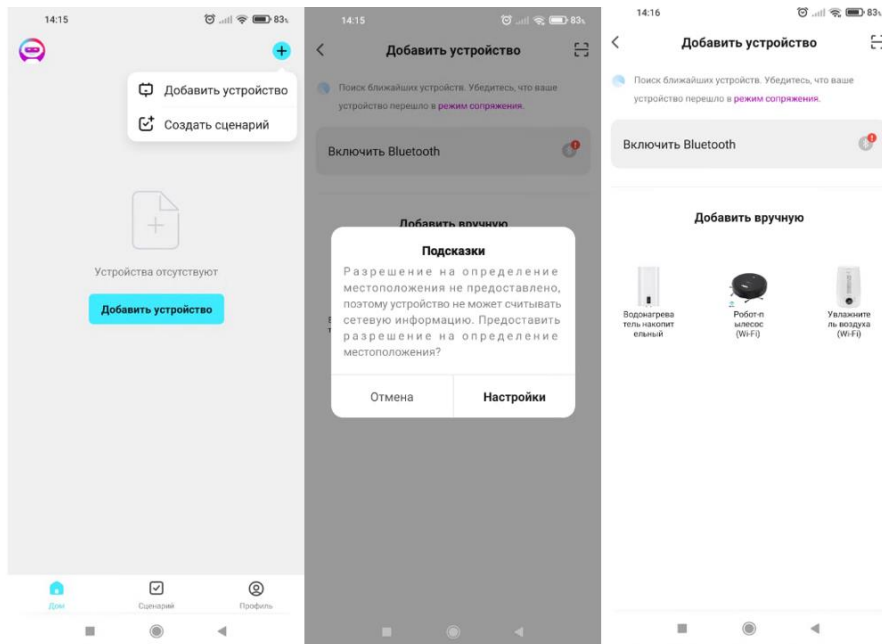 14:15
83%
Добавить устройство
Создать сценарий
Устройства отсутствуют
Добавить устройство
Дом
Сценарий
Профиль
14:15
83%
Добавить устройство
Поиск ближайших устройств. Убедитесь, что ваше
устройство перешло в режим сопряжения.
Включить Bluetooth
Добавить вручную
Подсказки
Разрешение на определение
местоположения не предоставлено,
поэтому устройство не может считывать
сетевую информацию. Предоставить
разрешение на определение
местоположения?
Отмена
Настройки
14:16
83%
Добавить устройство
Поиск ближайших устройств. Убедитесь, что ваше
устройство перешло в режим сопряжения.
Включить Bluetooth
Добавить вручную
Водонагрева
тель накопит
ельный
Робот-п
ылесос
(Wi-Fi)
Увлажните
ль воздуха
(Wi-Fi)